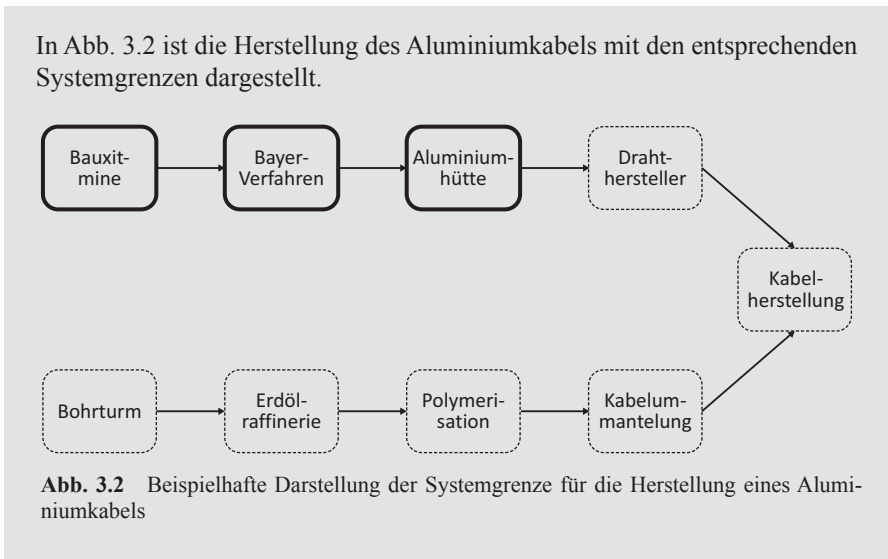 In Abb. 3.2 ist die Herstellung des Aluminiumkabels mit den entsprechenden
Systemgrenzen dargestellt.
Bauxit-
mine
Bayer-
Verfahren
Aluminium-
hütte
Draht-
hersteller
Kabel-
herstellung
Bohrturm
Erdöl-
raffinerie
Polymeri-
sation
Kabelum-
mantelung
Abb. 3.2 Beispielhafte Darstellung der Systemgrenze für die Herstellung eines Alumi-
niumkabels